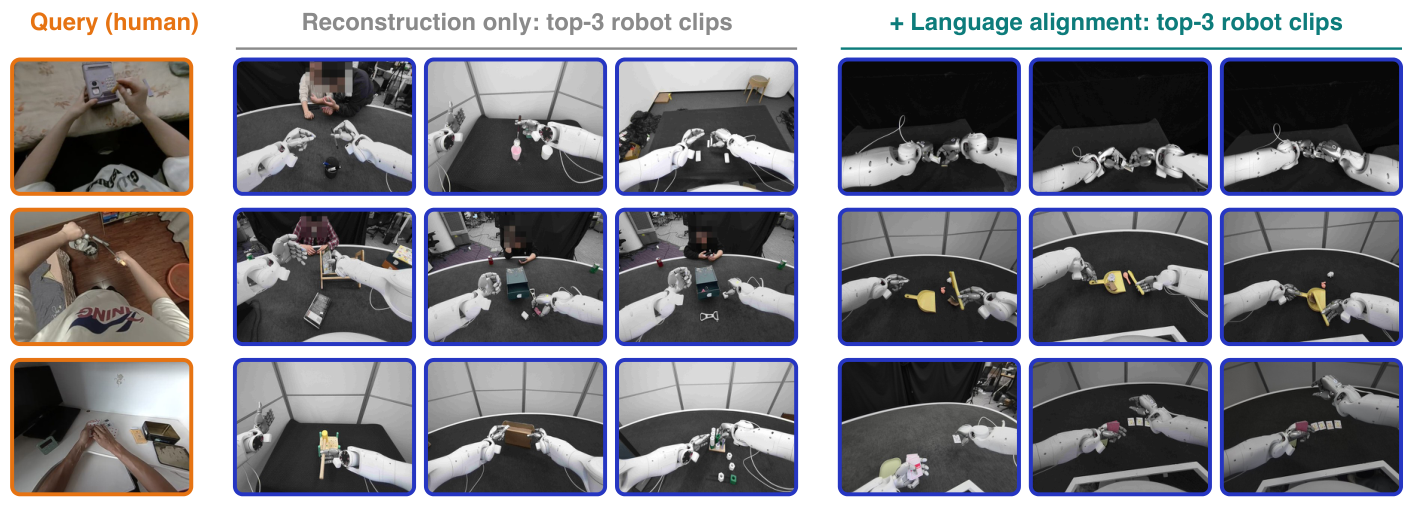 Query (human)
Reconstruction only: top-3 robot clips
+ Language alignment: top-3 robot clips